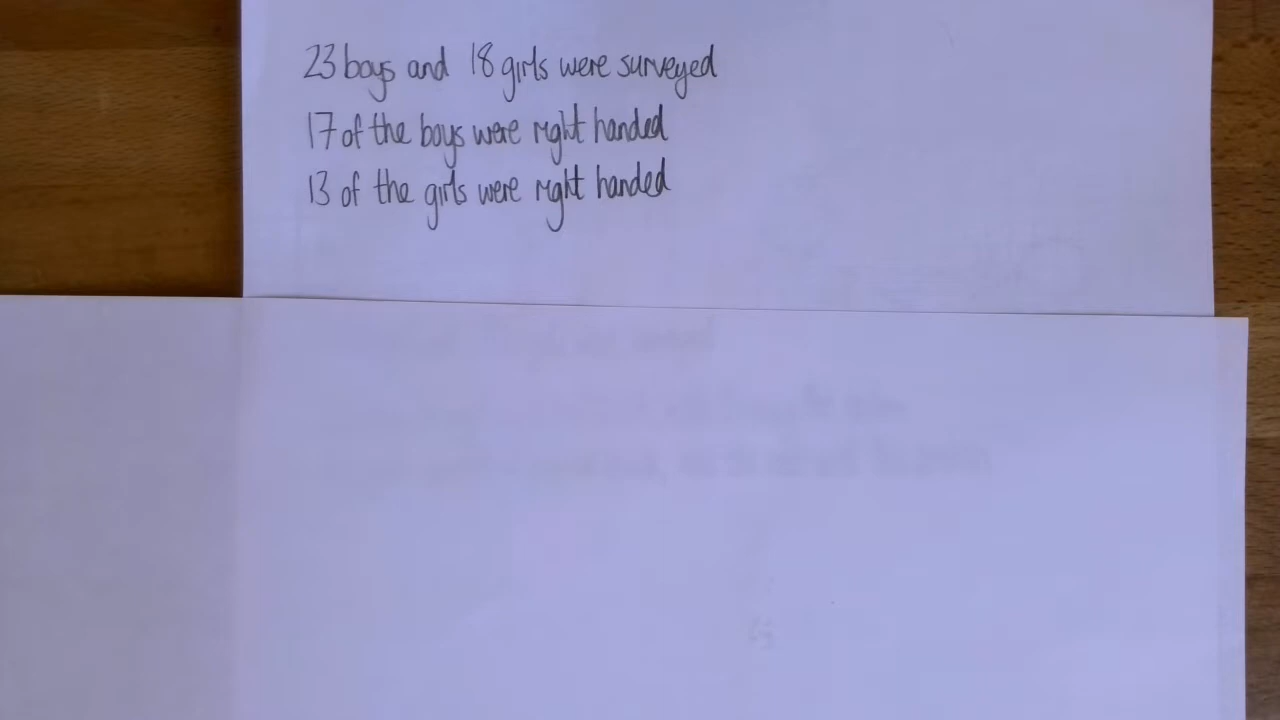 23 boys and 18 girls were surveyed
17 of the boys were right handed
13 of the girls were right handed